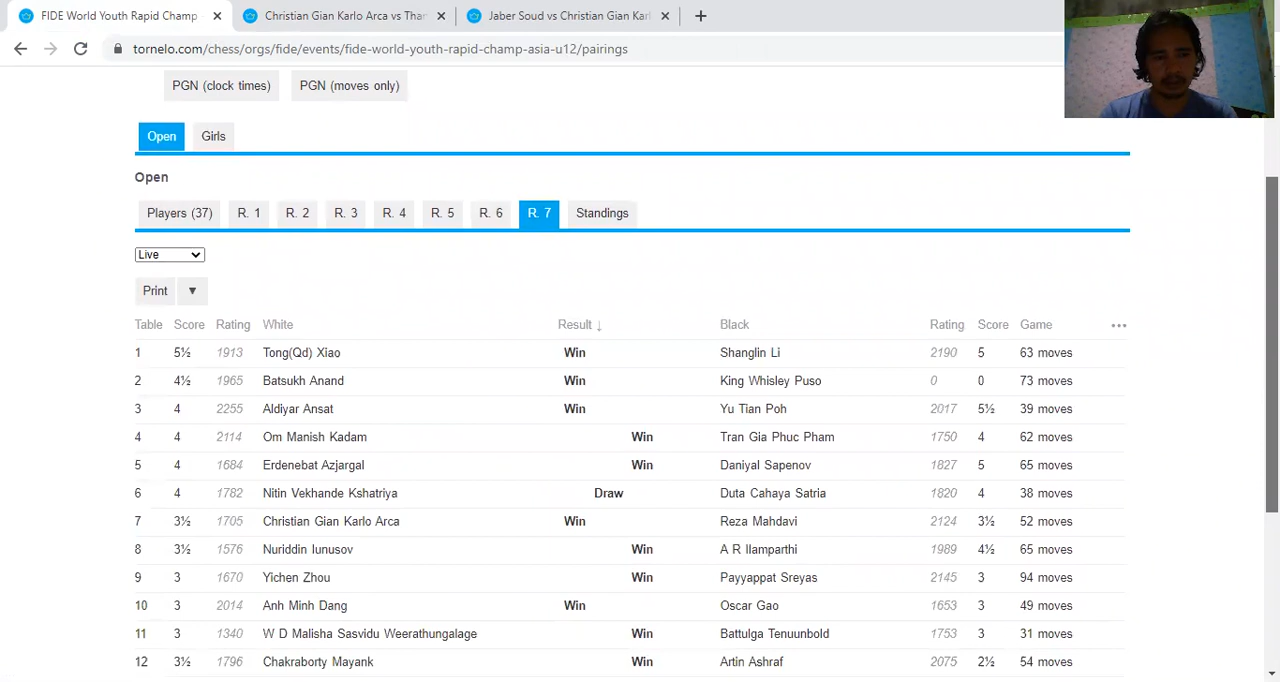 FIDE World Youth Rapid Champ
Christian Gian Karlo Arca vs Than
Jaber Soud vs Christian Gian Karl
tornelo.com/chess/orgs/fide/events/fide-world-youth-rapid-champ-asia-u12/pairings
PGN (clock times) PGN (moves only)
Open Girls
Open
Players (37) R. 1 R. 2 R. 3 R. 4 R. 5 R. 6 R. 7 Standings
Live
Print ▼
Table Score Rating White Result ↓ Black Rating Score Game ...
1 5½ 1913 Tong(Qd) Xiao Win Shanglin Li 2190 5 63 moves
2 4½ 1965 Batsukh Anand Win King Whisley Puso 0 0 73 moves
3 4 2255 Aldiyar Ansat Win Yu Tian Poh 2017 5½ 39 moves
4 4 2114 Om Manish Kadam Win Tran Gia Phuc Pham 1750 4 62 moves
5 4 1684 Erdenebat Azjargal Win Daniyal Sapenov 1827 5 65 moves
6 4 1782 Nitin Vekhande Kshatriya Draw Duta Cahaya Satria 1820 4 38 moves
7 3½ 1705 Christian Gian Karlo Arca Win Reza Mahdavi 2124 3½ 52 moves
8 3½ 1576 Nuriddin Iunusov Win A R Ilamparthi 1989 4½ 65 moves
9 3 1670 Yichen Zhou Win Payyappat Sreyas 2145 3 94 moves
10 3 2014 Anh Minh Dang Win Oscar Gao 1653 3 49 moves
11 3 1340 W D Malisha Sasvidu Weerathungalage Win Battulga Tenuunbold 1753 3 31 moves
12 3½ 1796 Chakraborty Mayank Win Artin Ashraf 2075 2½ 54 moves